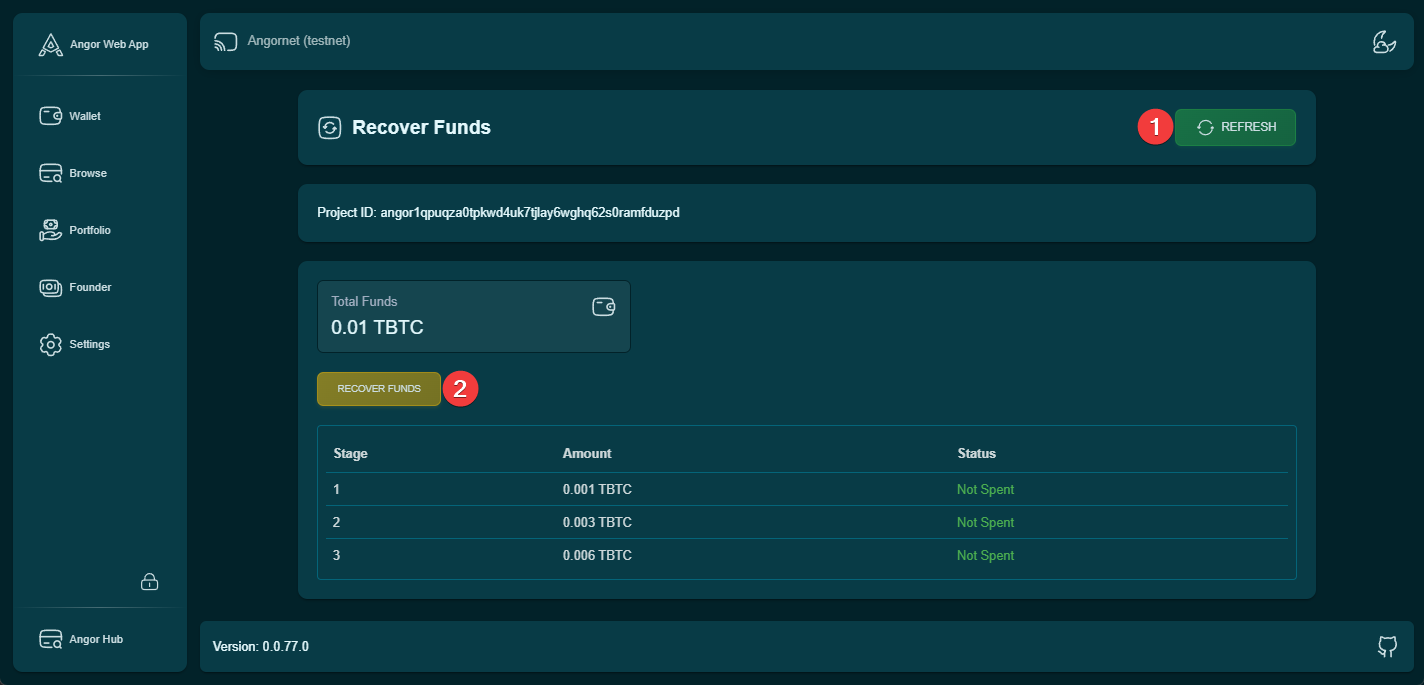 Angor Web App
Wallet
Browse
Portfolio
Founder
Settings
Angor Hub
Angornet (testnet)
Recover Funds
1
REFRESH
Project ID: angor1qpuqza0tpkwd4uk7tjlay6wghq62s0ramfduzpd
Total Funds
0.01 TBTC
RECOVER FUNDS
2
Stage Amount Status
1 0.001 TBTC Not Spent
2 0.003 TBTC Not Spent
3 0.006 TBTC Not Spent
Version: 0.0.77.0